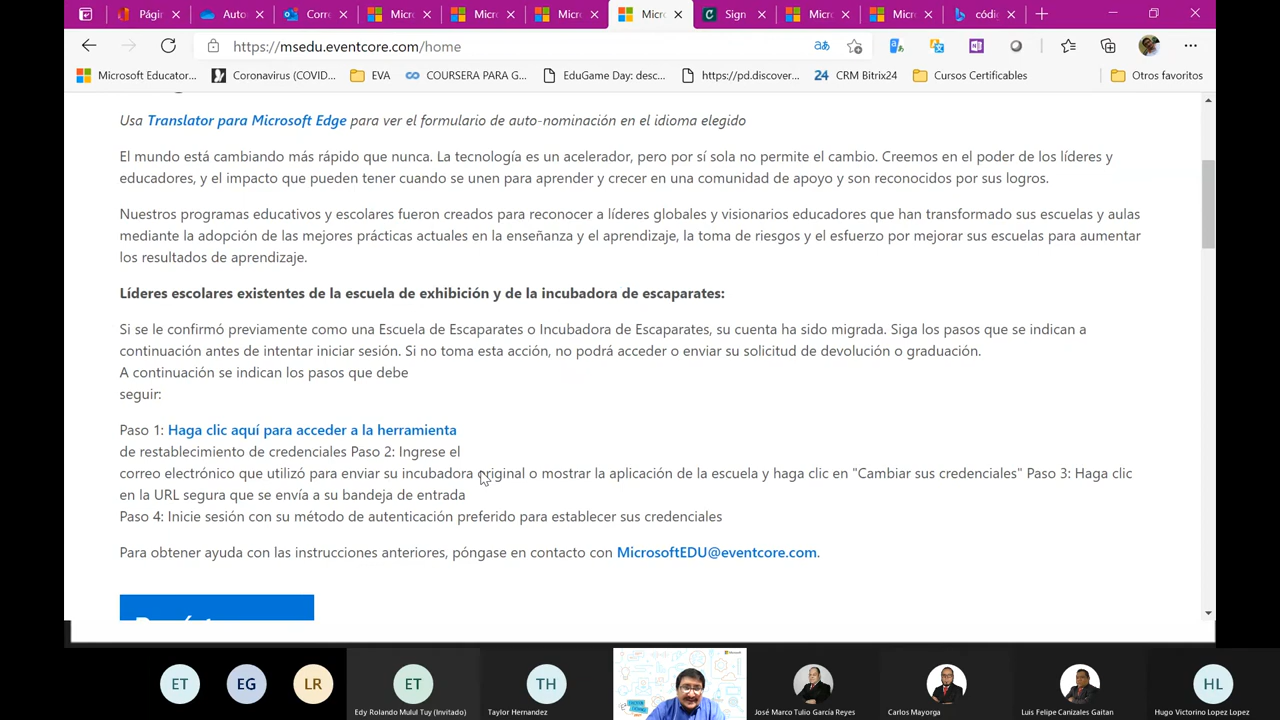 Págin
Autor
Corre
Micro
Micro
Micro
Micro
Sign
Micro
Micro
códig
https://msedu.eventcore.com/home
Microsoft Educator...
Coronavirus (COVID...
EVA
COURSERA PARA G...
EduGame Day: desc...
https://pd.discover...
24 CRM Bitrix24
Cursos Certificables
Otros favoritos
Usa Translator para Microsoft Edge para ver el formulario de auto-nominación en el idioma elegido
El mundo está cambiando más rápido que nunca. La tecnología es un acelerador, pero por sí sola no permite el cambio. Creemos en el poder de los líderes y
educadores, y el impacto que pueden tener cuando se unen para aprender y crecer en una comunidad de apoyo y son reconocidos por sus logros.
Nuestros programas educativos y escolares fueron creados para reconocer a líderes globales y visionarios educadores que han transformado sus escuelas y aulas
mediante la adopción de las mejores prácticas actuales en la enseñanza y el aprendizaje, la toma de riesgos y el esfuerzo por mejorar sus escuelas para aumentar
los resultados de aprendizaje.
Líderes escolares existentes de la escuela de exhibición y de la incubadora de escaparates:
Si se le confirmó previamente como una Escuela de Escaparates o Incubadora de Escaparates, su cuenta ha sido migrada. Siga los pasos que se indican a
continuación antes de intentar iniciar sesión. Si no toma esta acción, no podrá acceder o enviar su solicitud de devolución o graduación.
A continuación se indican los pasos que debe
seguir:
Paso 1: Haga clic aquí para acceder a la herramienta
de restablecimiento de credenciales Paso 2: Ingrese el
correo electrónico que utilizó para enviar su incubadora original o mostrar la aplicación de la escuela y haga clic en "Cambiar sus credenciales" Paso 3: Haga clic
en la URL segura que se envía a su bandeja de entrada
Paso 4: Inicie sesión con su método de autenticación preferido para establecer sus credenciales
Para obtener ayuda con las instrucciones anteriores, póngase en contacto con MicrosoftEDU@eventcore.com.
ET
EG
LR
ET
TH
HL
Edy Rolando Mulul Tuy (Invitado)
Taylor Hernandez
José Marco Tulio García Reyes
Carlos Mayorga
Luis Felipe Canizales Gaitan
Hugo Victorino Lopez Lopez